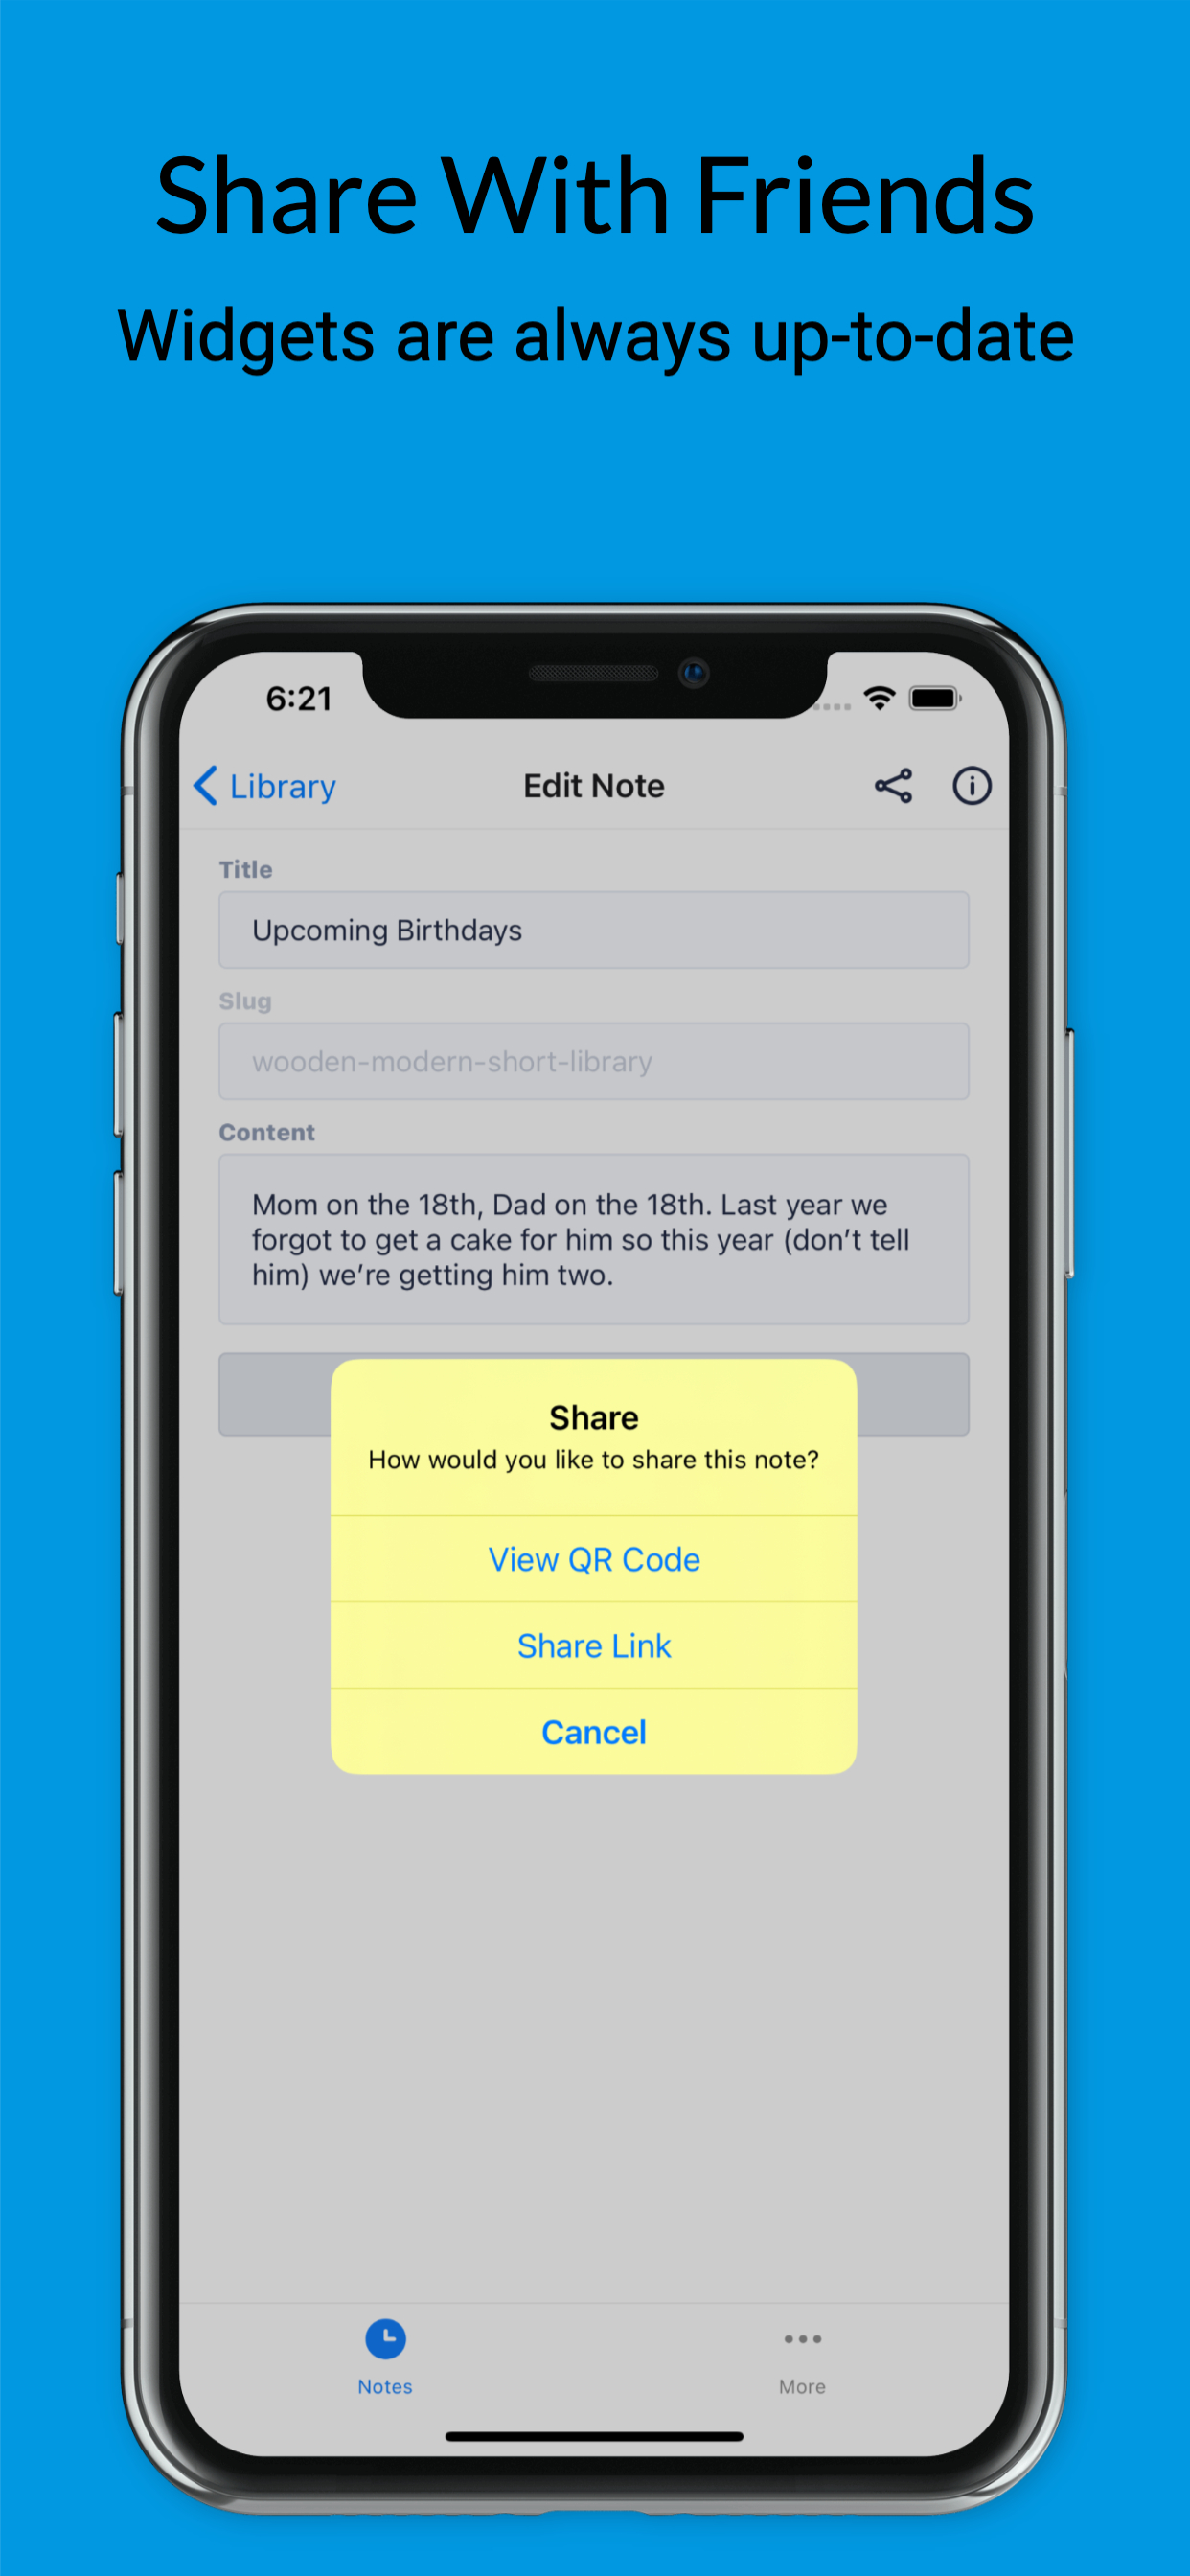 Share With Friends
Widgets are always up-to-date
6:21
Library
Edit Note
Title
Upcoming Birthdays
Slug
wooden-modern-short-library
Content
Mom on the 18th, Dad on the 18th. Last year we
forgot to get a cake for him so this year (don’t tell
him) we’re getting him two.
Share
How would you like to share this note?
View QR Code
Share Link
Cancel
Notes
More